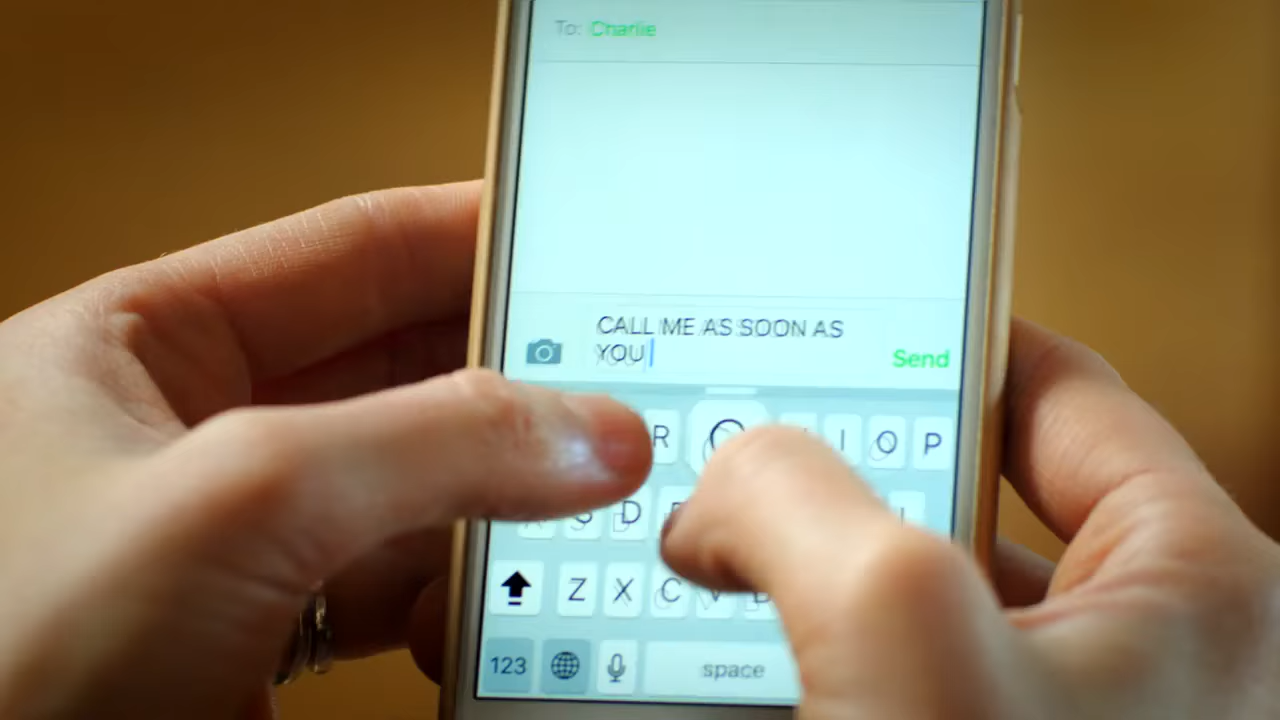 To: Charlie
CALL ME AS SOON AS
YOU
Send
R I O P
S D
Z X C V B
123 space